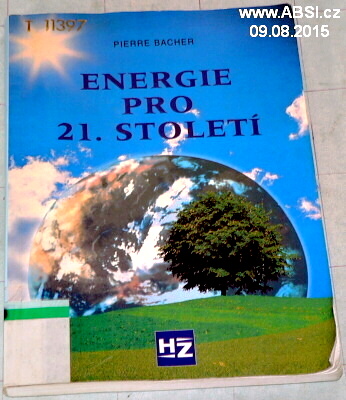 www.ABSI.cz
09.08.2015
T 11397
PIERRE BACHER
ENERGIE
PRO
21. STOLETÍ
HZ